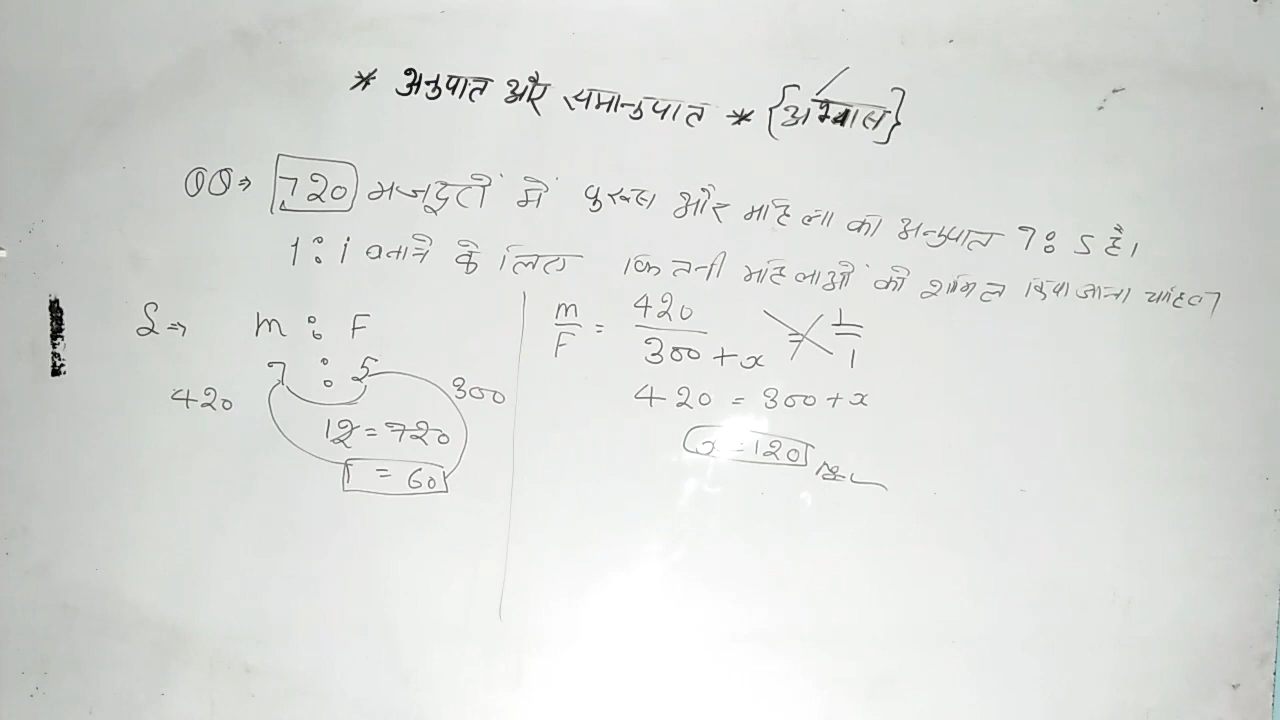 * अनुपात और समानुपात * {अभ्यास}
720 मजदूरों में पुरुष और महिला का अनुपात 7:5 है।
1:1 बनाने के लिए कितनी महिलाओं को शामिल किया जाना चाहिए?
S⇒ m : F
7 : 5
420 300
12 = 720
1 = 60
m/F = 420/300+x = 1/1
420 = 300+x
x = 120 Ans